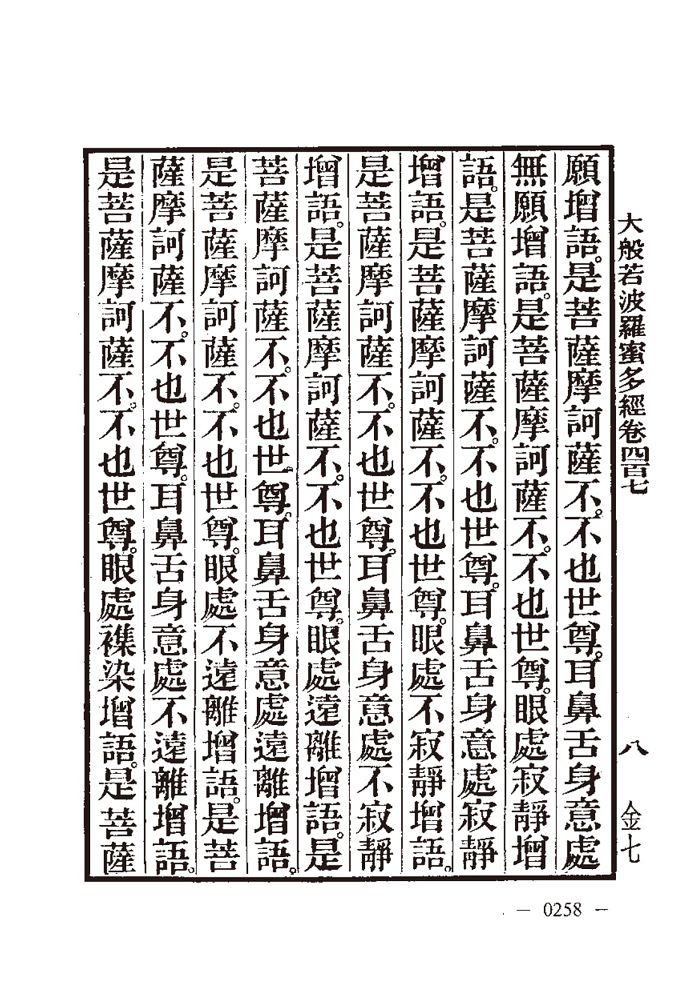 大般若波羅蜜多經卷四百七
八
金七
願增語。是菩薩摩訶薩不。不也世尊。耳鼻舌身意處
無願增語。是菩薩摩訶薩不。不也世尊。眼處寂靜增
語。是菩薩摩訶薩不。不也世尊。耳鼻舌身意處寂靜
增語。是菩薩摩訶薩不。不也世尊。眼處不寂靜增語。
是菩薩摩訶薩不。不也世尊。耳鼻舌身意處不寂靜
增語。是菩薩摩訶薩不。不也世尊。眼處遠離增語。是
菩薩摩訶薩不。不也世尊。耳鼻舌身意處遠離增語。
是菩薩摩訶薩不。不也世尊。眼處不遠離增語。是菩
薩摩訶薩不。不也世尊。耳鼻舌身意處不遠離增語。
是菩薩摩訶薩不。不也世尊。眼處襍染增語。是菩薩
— 0258 —